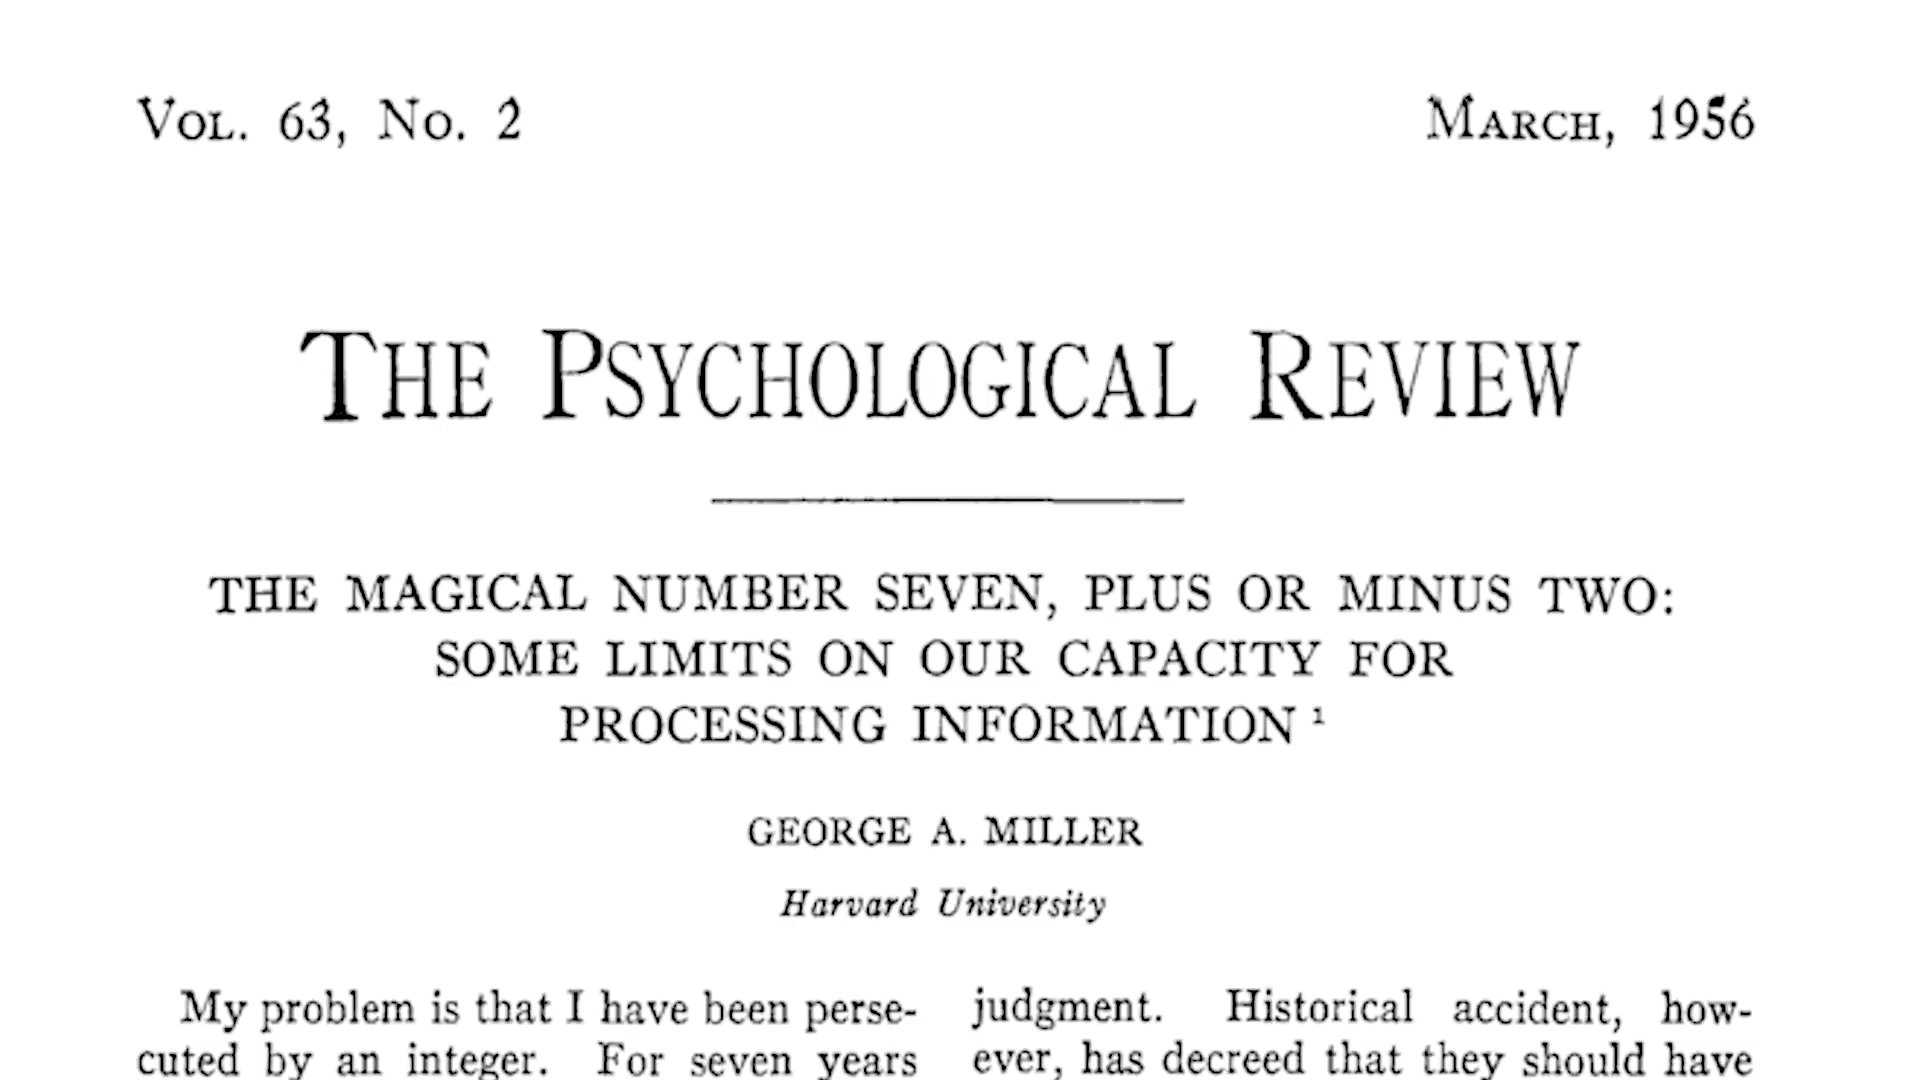 VOL. 63, NO. 2
MARCH, 1956
THE PSYCHOLOGICAL REVIEW
THE MAGICAL NUMBER SEVEN, PLUS OR MINUS TWO:
SOME LIMITS ON OUR CAPACITY FOR
PROCESSING INFORMATION ¹
GEORGE A. MILLER
Harvard University
My problem is that I have been perse-
cuted by an integer. For seven years
judgment. Historical accident, how-
ever, has decreed that they should have